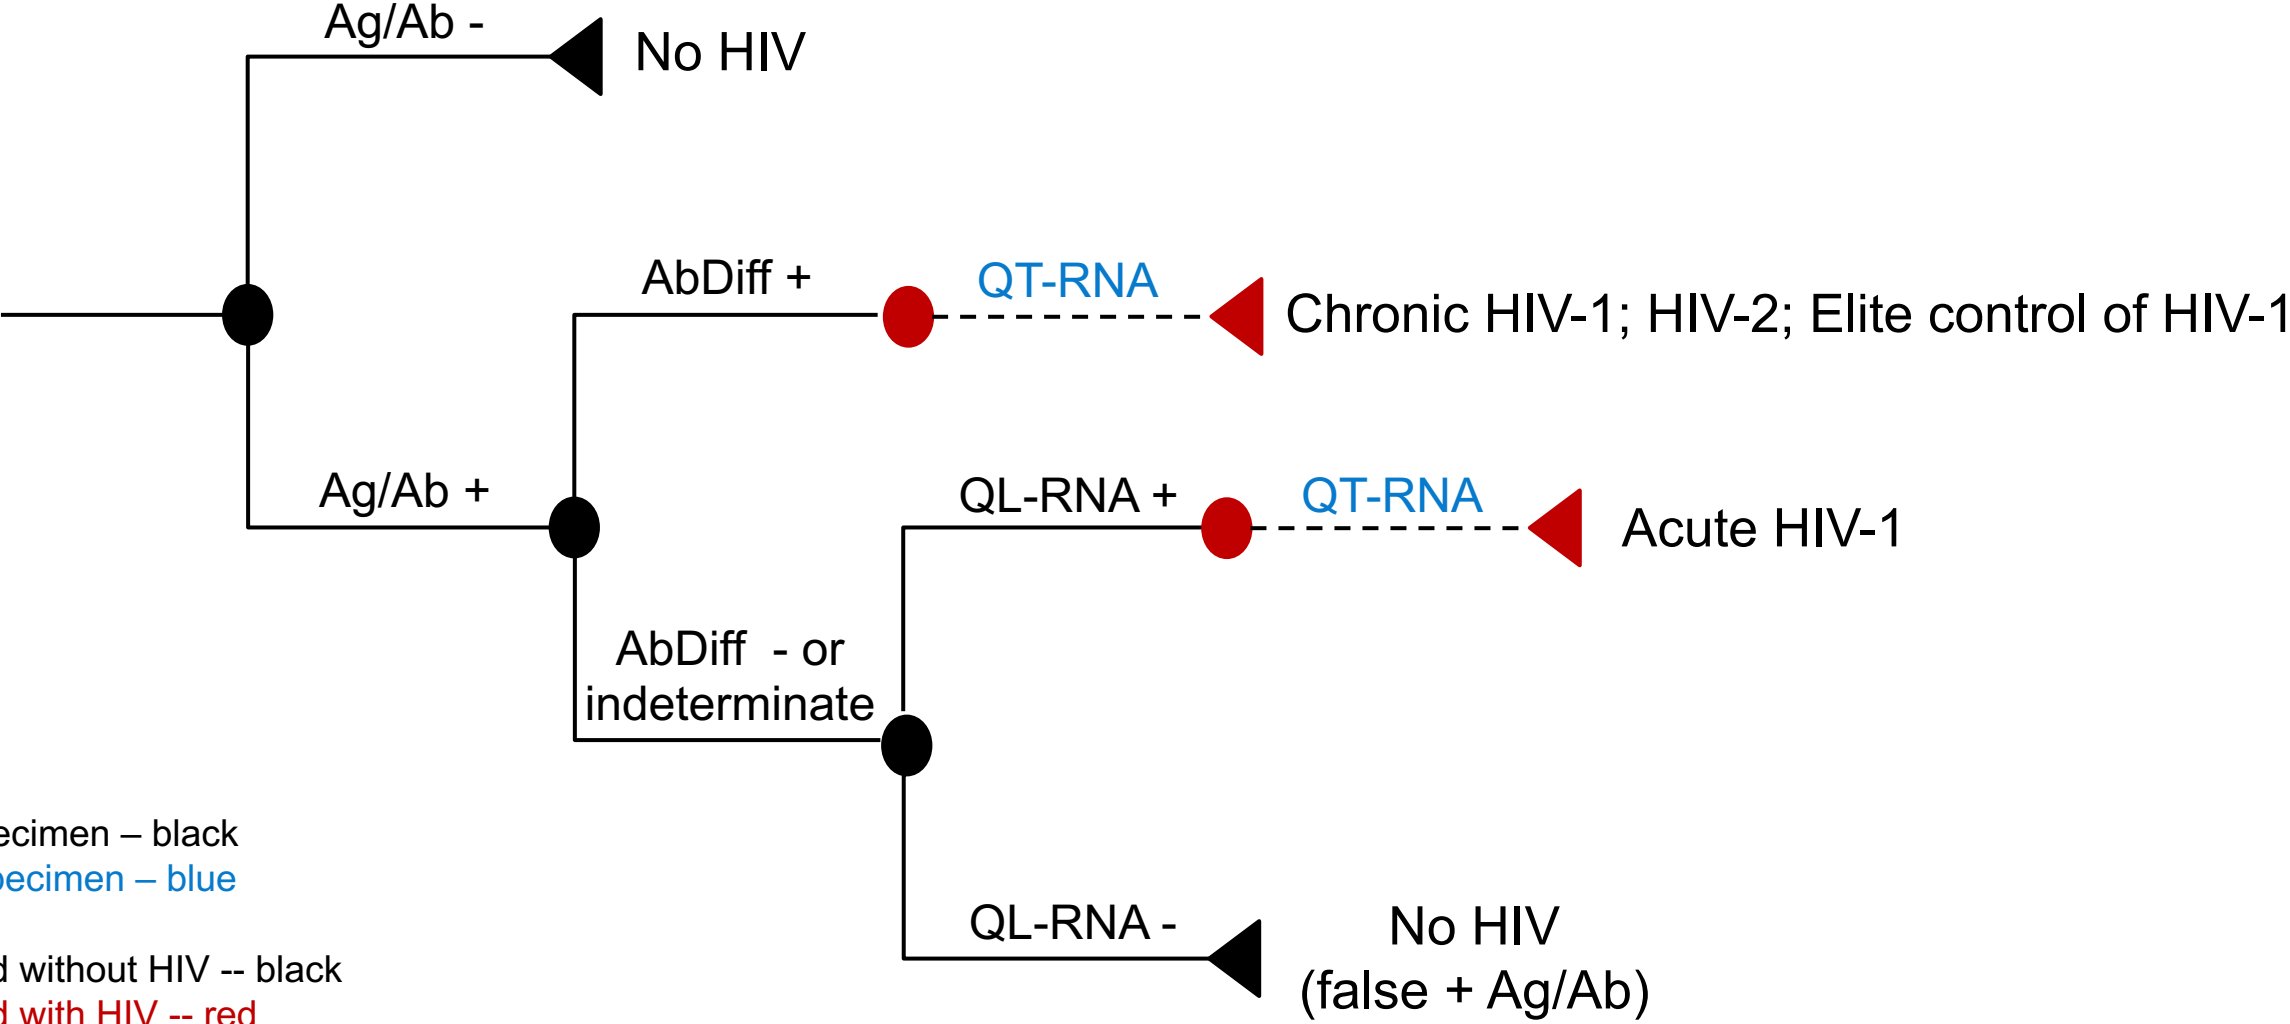 Ag/Ab -
No HIV
AbDiff +
QT-RNA
Chronic HIV-1; HIV-2; Elite control of HIV-1
Ag/Ab +
QL-RNA +
QT-RNA
Acute HIV-1
AbDiff - or
indeterminate
– black
– blue
QL-RNA -
No HIV
(false + Ag/Ab)
without HIV -- black
with HIV -- red